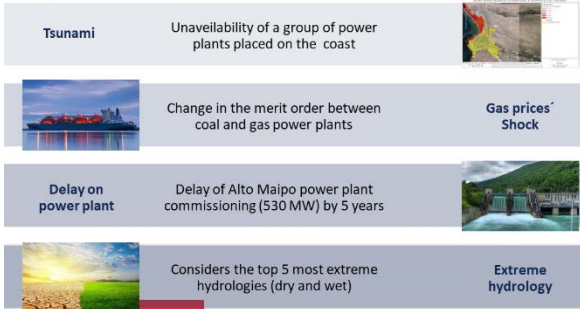 Tsunami
Unaveilability of a group of power
plants placed on the coast
Change in the merit order between
coal and gas power plants
Gas prices´
Shock
Delay on
power plant
Delay of Alto Maipo power plant
commissioning (530 MW) by 5 years
Considers the top 5 most extreme
hydrologies (dry and wet)
Extreme
hydrology